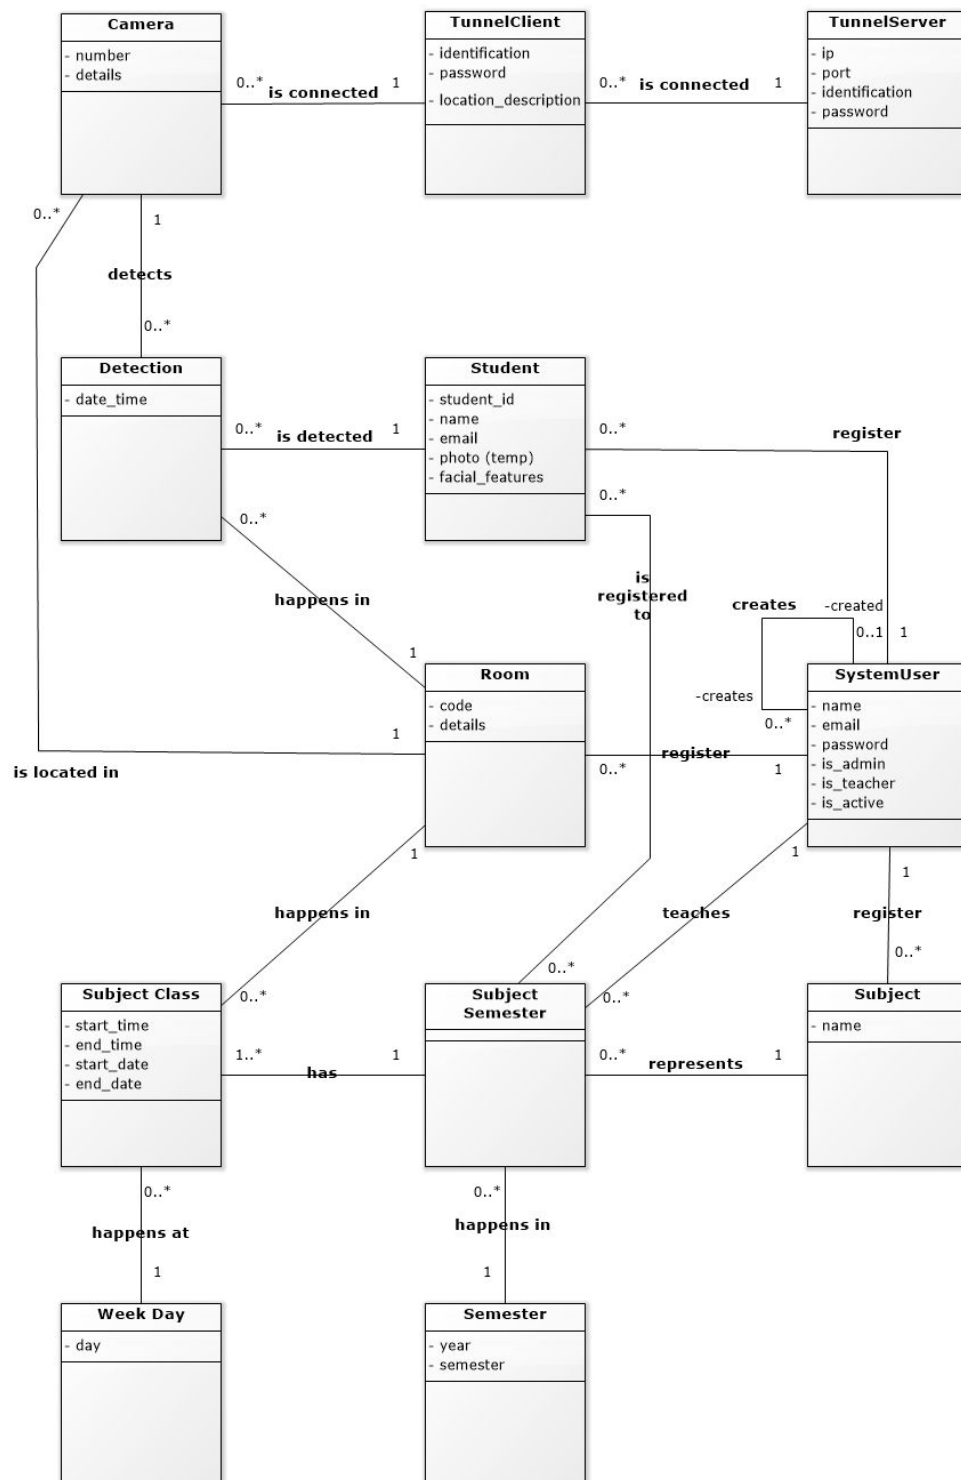 Camera
- number
- details
TunnelClient
- identification
- password
- location_description
TunnelServer
- ip
- port
- identification
- password
0..*
is connected
1
0..*
is connected
1
0..*
1
detects
0..*
Detection
- date_time
Student
- student_id
- name
- email
- photo (temp)
- facial_features
0..*
is detected
1
0..*
register
0..*
0..*
happens in
1
is
registered
to
creates
-created
0..1
1
-creates
0..*
Room
- code
- details
SystemUser
- name
- email
- password
- is_admin
- is_teacher
- is_active
1
is located in
0..*
register
1
1
happens in
0..*
1
teaches
0..*
1
register
0..*
0..*
Subject Class
- start_time
- end_time
- start_date
- end_date
Subject
Semester
Subject
- name
1..*
has
1
0..*
represents
1
0..*
happens at
1
0..*
happens in
1
Week Day
- day
Semester
- year
- semester